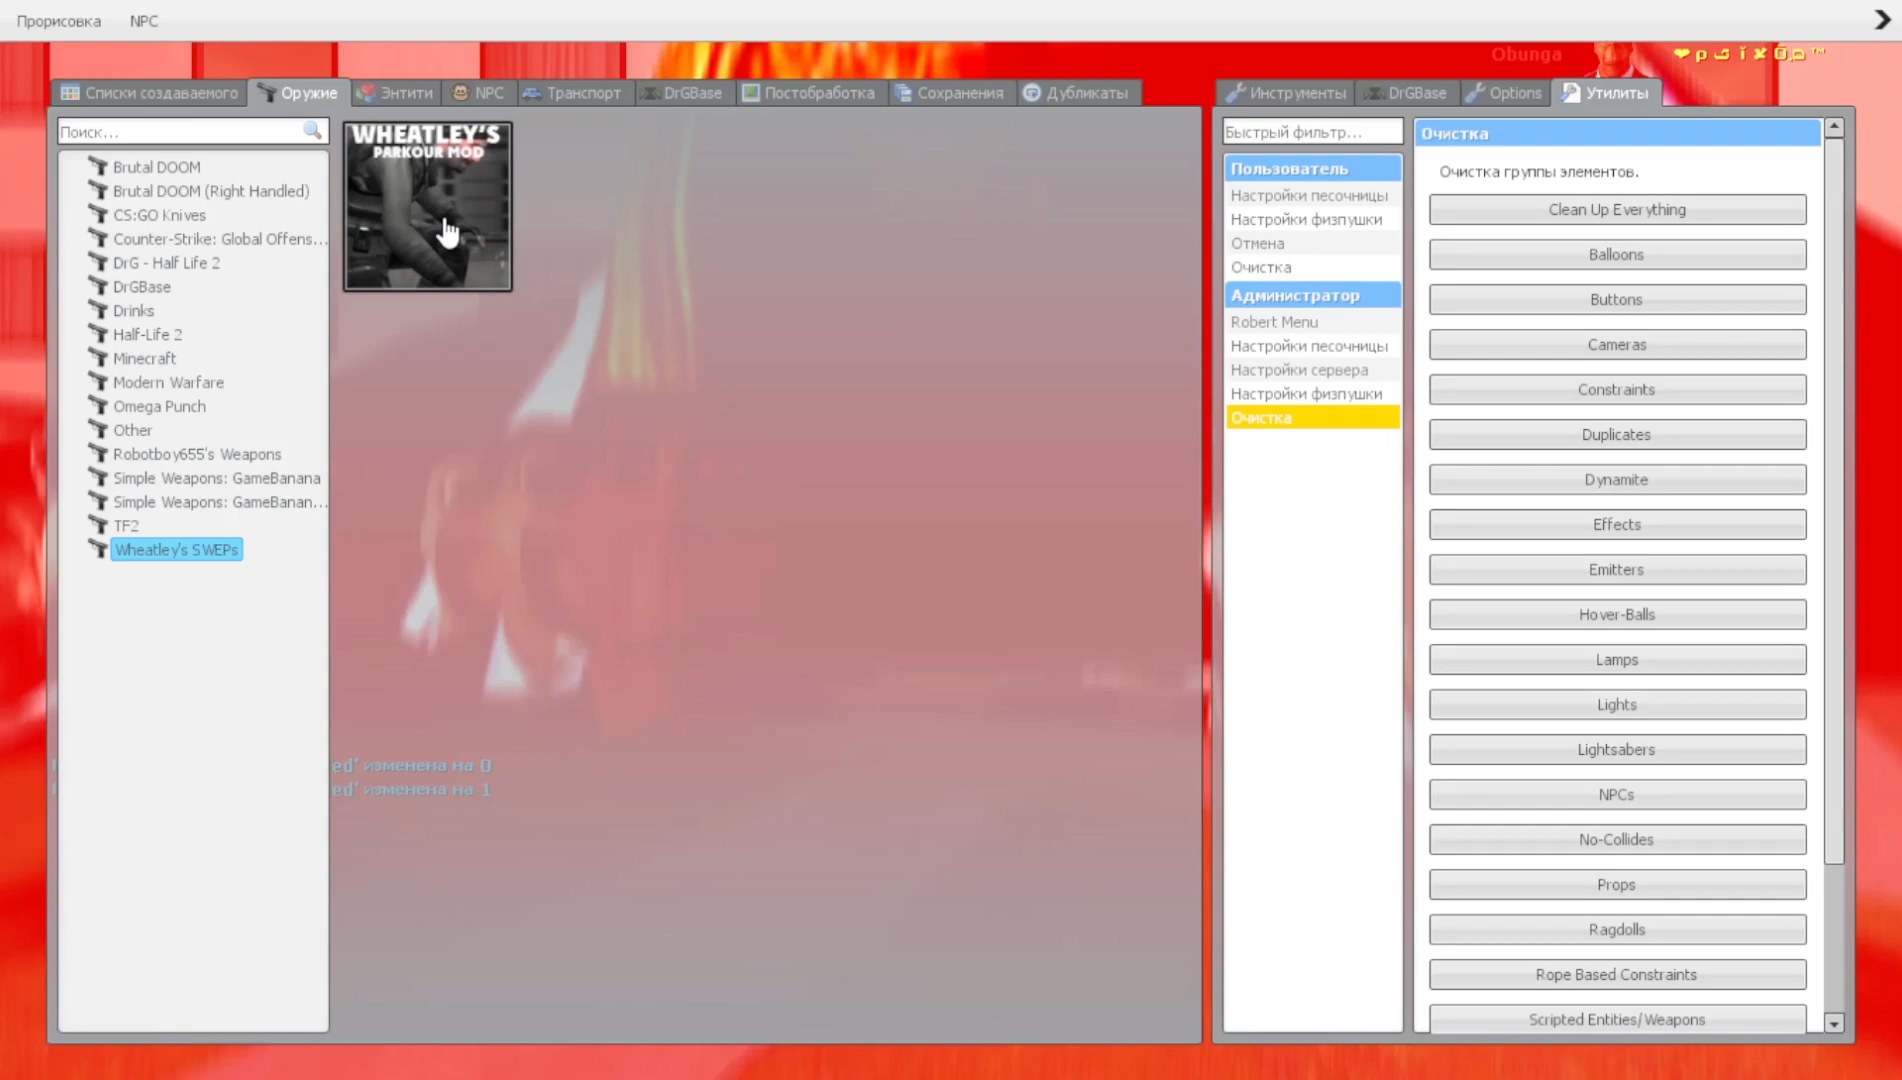 Прорисовка NPC
Obunga
Списки создаваемого Оружие Энтити NPC Транспорт DrGBase Постобработка Сохранения Дубликаты
Инструменты DrGBase Options Утилиты
Поиск...
Brutal DOOM
Brutal DOOM (Right Handled)
CS:GO Knives
Counter-Strike: Global Offens...
DrG - Half Life 2
DrGBase
Drinks
Half-Life 2
Minecraft
Modern Warfare
Omega Punch
Other
Robotboy655's Weapons
Simple Weapons: GameBanana
Simple Weapons: GameBanan...
TF2
Wheatley's SWEPs
WHEATLEY'S
PARKOUR MOD
ed' изменена на 0
ed' изменена на 1
Быстрый фильтр...
Пользователь
Настройки песочницы
Настройки физпушки
Отмена
Очистка
Администратор
Robert Menu
Настройки песочницы
Настройки сервера
Настройки физпушки
Очистка
Очистка
Очистка группы элементов.
Clean Up Everything
Balloons
Buttons
Cameras
Constraints
Duplicates
Dynamite
Effects
Emitters
Hover-Balls
Lamps
Lights
Lightsabers
NPCs
No-Collides
Props
Ragdolls
Rope Based Constraints
Scripted Entities/Weapons